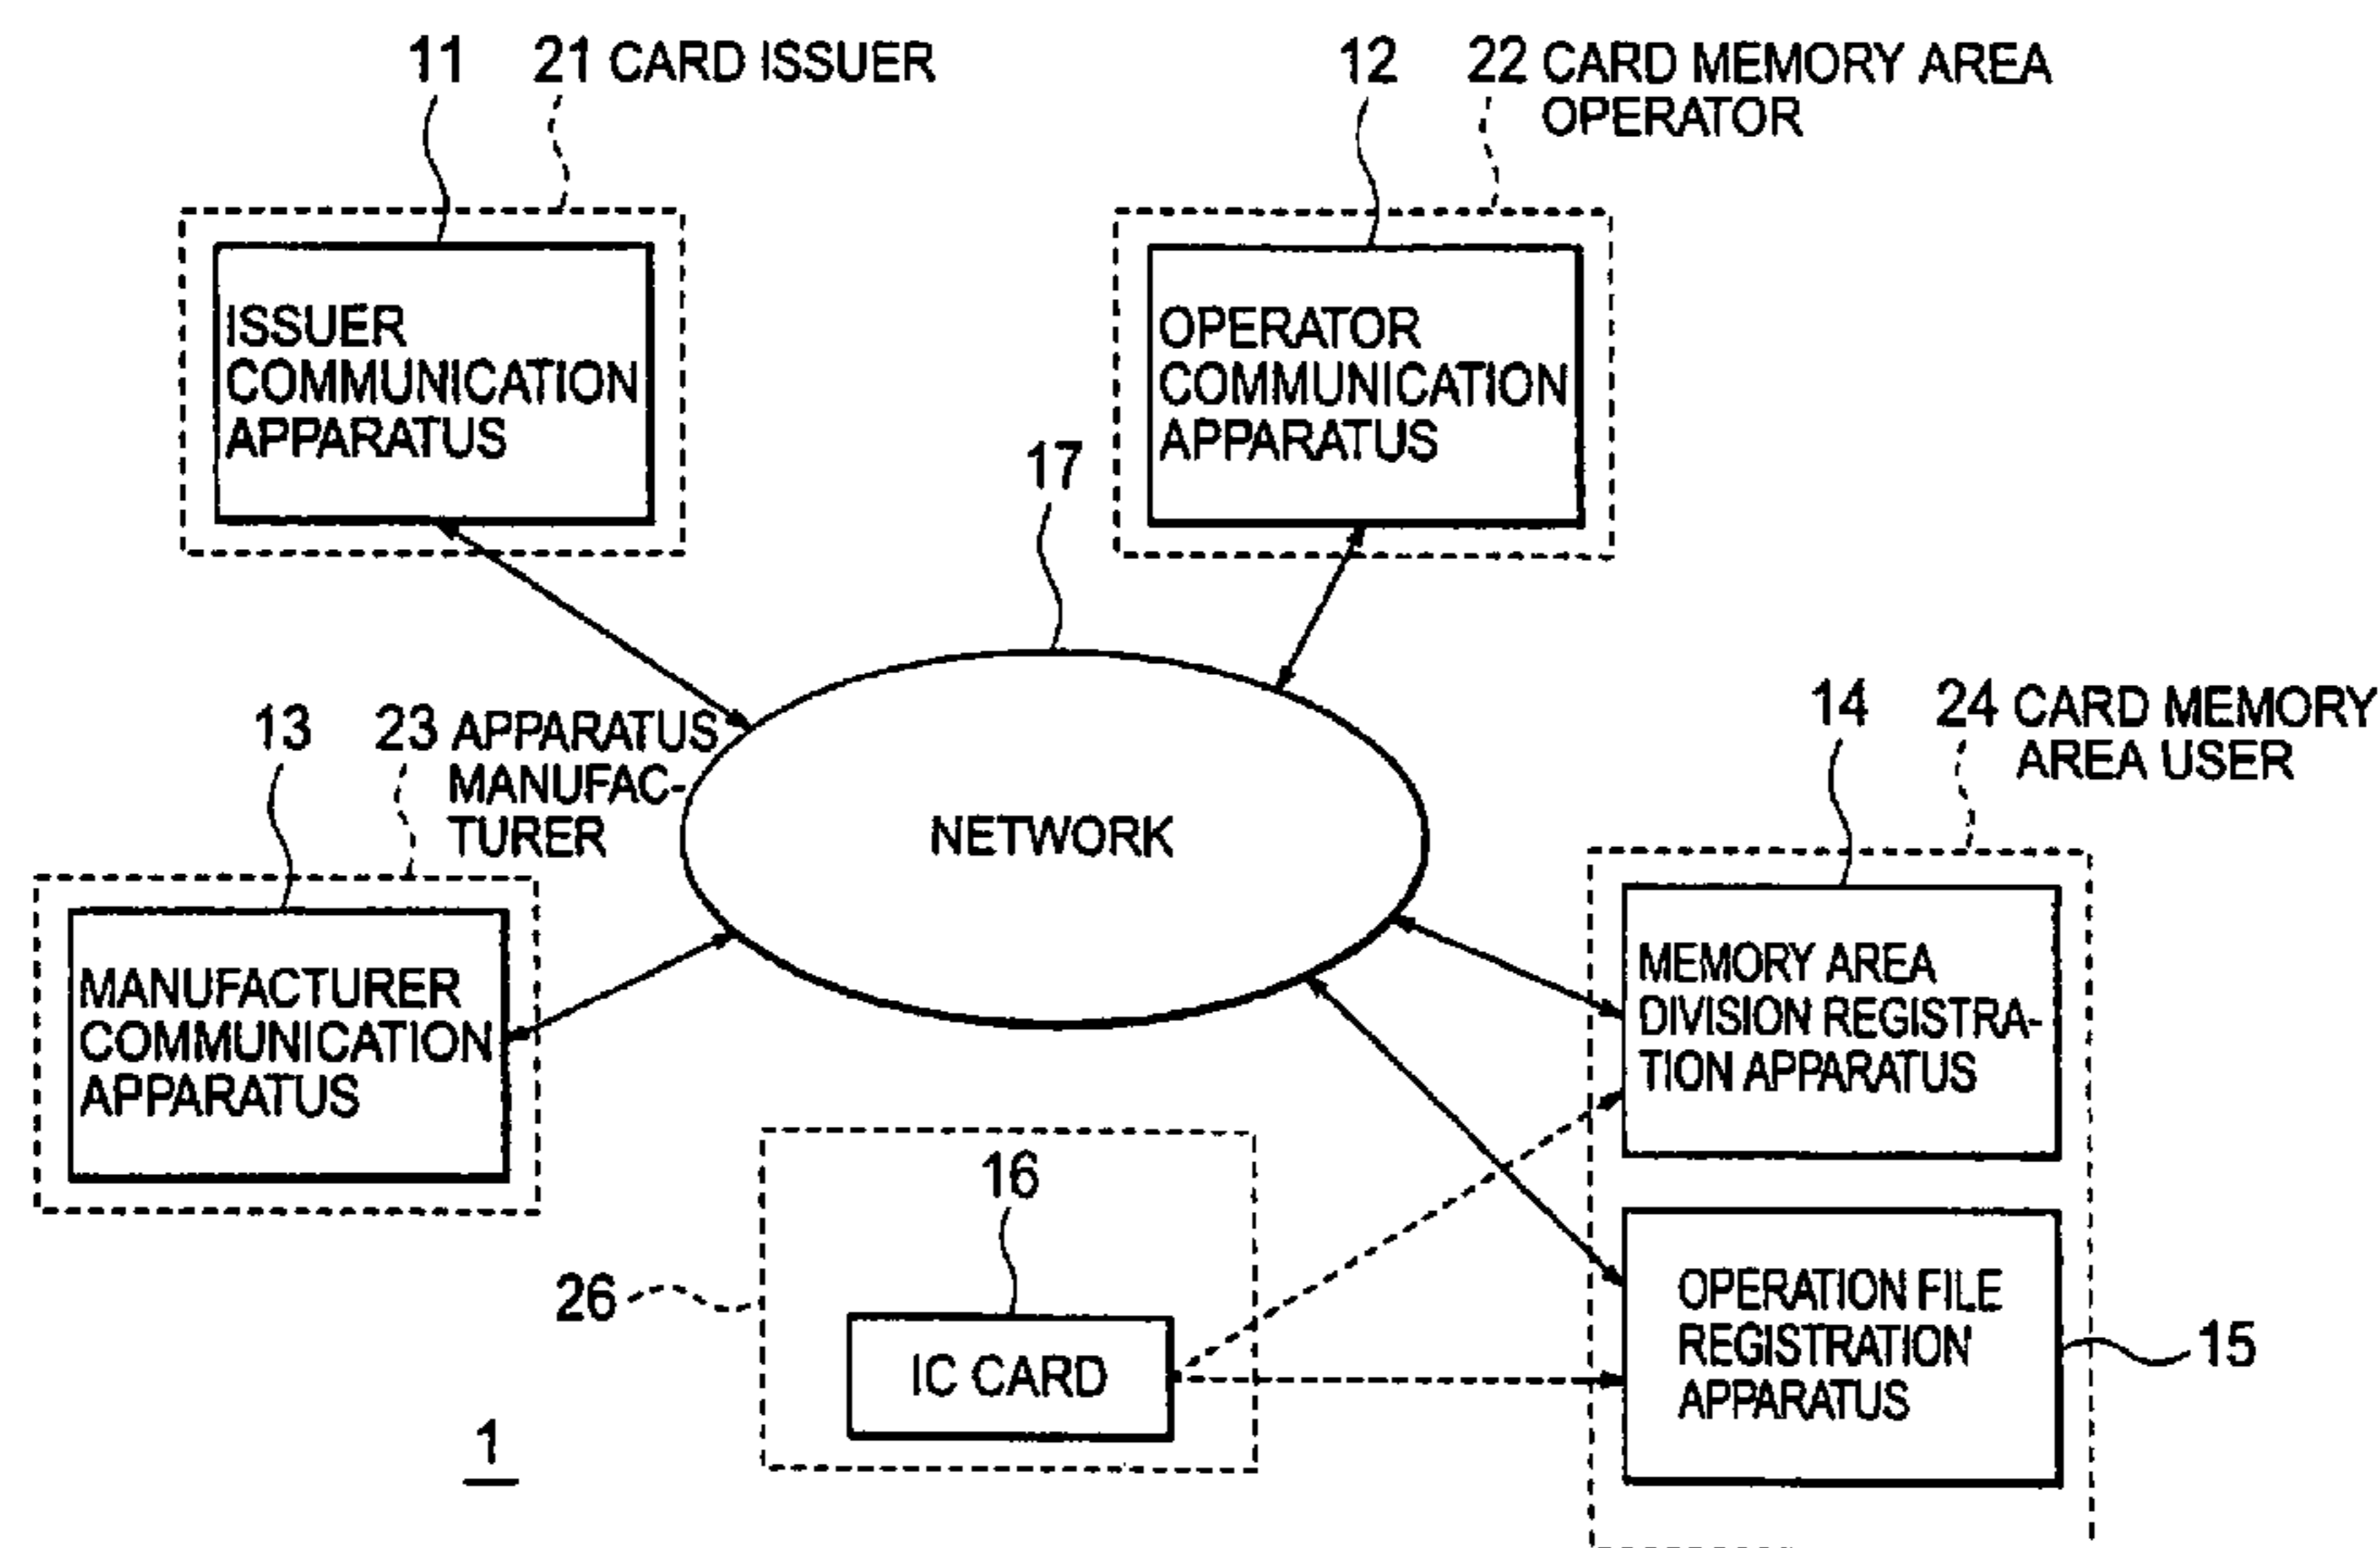 11
21 CARD ISSUER
12
22 CARD MEMORY AREA
OPERATOR
ISSUER
COMMUNICATION
APPARATUS
OPERATOR
COMMUNICATION
APPARATUS
17
13
23 APPARATUS
MANUFAC-
TURER
NETWORK
14
24 CARD MEMORY
AREA USER
MANUFACTURER
COMMUNICATION
APPARATUS
MEMORY AREA
DIVISION REGISTRA-
TION APPARATUS
16
26
IC CARD
OPERATION FILE
REGISTRATION
APPARATUS
15
1